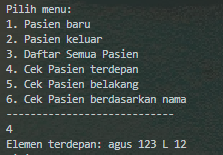 Pilih menu:
1. Pasien baru
2. Pasien keluar
3. Daftar Semua Pasien
4. Cek Pasien terdepan
5. Cek Pasien belakang
6. Cek Pasien berdasarkan nama
----------------------------
4
Elemen terdepan: agus 123 L 12